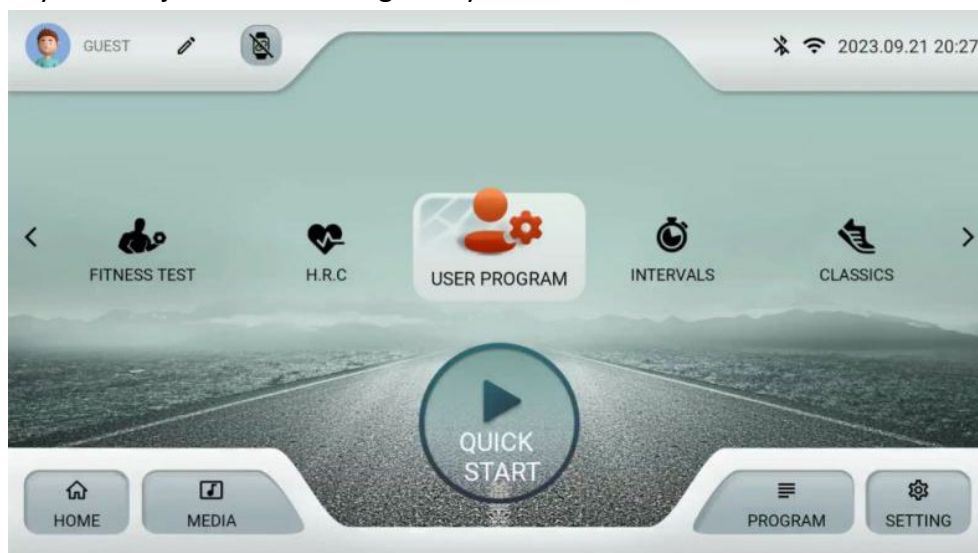 GUEST
2023.09.21 20:27
FITNESS TEST
H.R.C
USER PROGRAM
INTERVALS
CLASSICS
QUICK
START
HOME
MEDIA
PROGRAM
SETTING